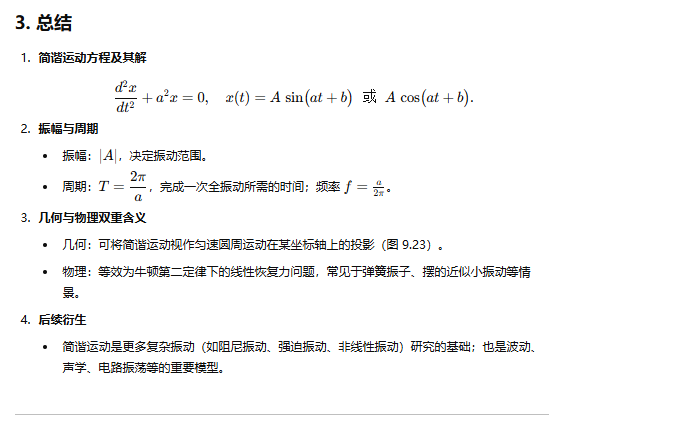 3. 总结
1. 简谐运动方程及其解
d²x/dt² + a²x = 0, x(t) = A sin(at + b) 或 A cos(at + b).
2. 振幅与周期
• 振幅：|A|，决定振动范围。
• 周期：T = 2π/a，完成一次全振动所需的时间；频率 f = a/2π。
3. 几何与物理双重含义
• 几何：可将简谐运动视作匀速圆周运动在某坐标轴上的投影（图 9.23）。
• 物理：等效为牛顿第二定律下的线性恢复力问题，常见于弹簧振子、摆的近似小振动等情
景。
4. 后续衍生
• 简谐运动是更多复杂振动（如阻尼振动、强迫振动、非线性振动）研究的基础；也是波动、
声学、电路振荡等的重要模型。